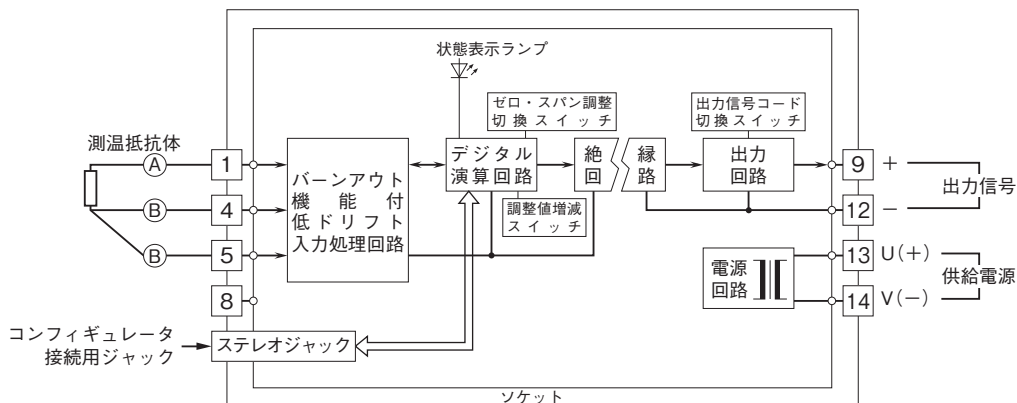 状態表示ランプ
ゼロ・スパン調整
切換スイッチ
出力信号コード
切換スイッチ
測温抵抗体
A
B
B
1
4
5
8
バーンアウト
機能付
低ドリフト
入力処理回路
デジタル
演算回路
調整値増減
スイッチ
絶縁
回路
出力
回路
9
+
12
−
出力信号
電源
回路
13
U(+)
14
V(−)
供給電源
コンフィギュレータ
接続用ジャック
ステレオジャック
ソケット